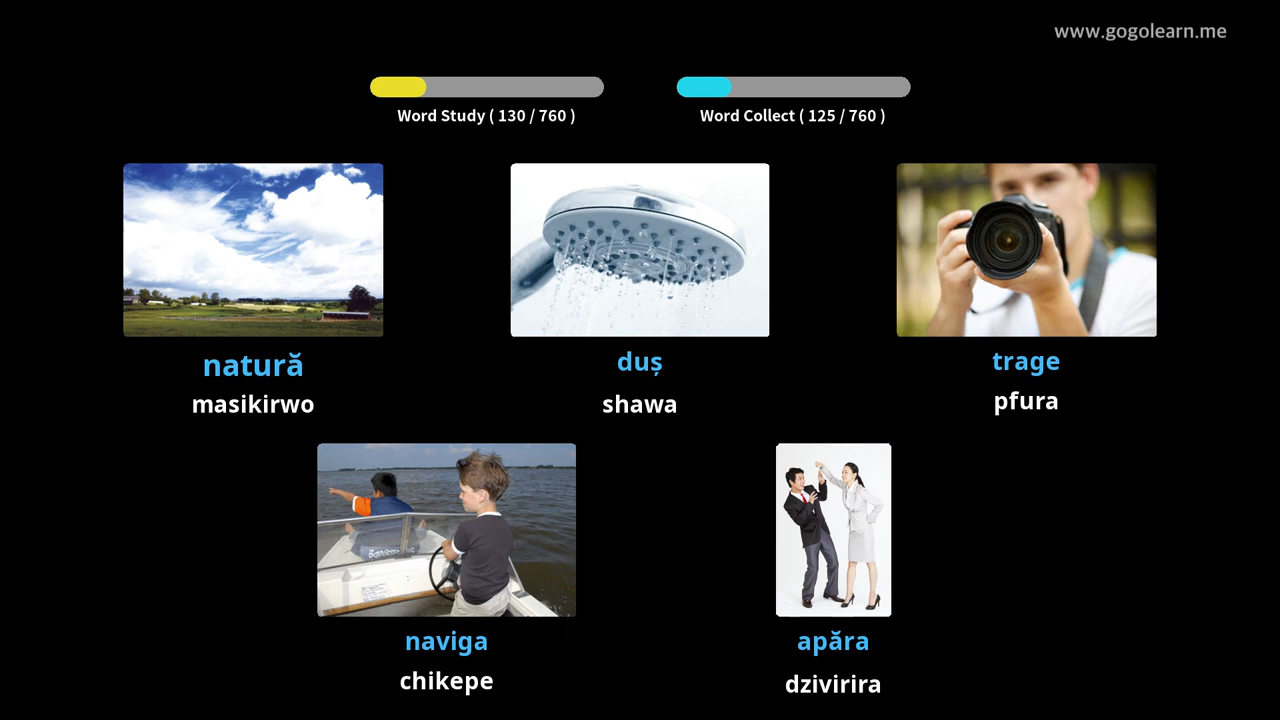 www.gogolearn.me
Word Study ( 130 / 760 )
Word Collect ( 125 / 760 )
natură
masikirwo
duș
shawa
trage
pfura
naviga
chikepe
apăra
dzivirira